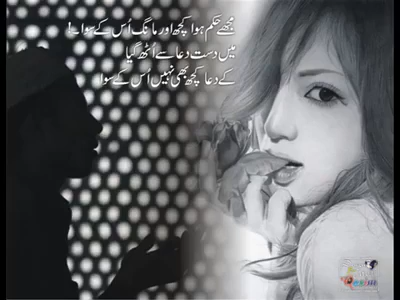 مجھے حکم ہوا کچھ اور مانگ اُس کے سوا !
میں دست دعا سے اُٹھ گیا
کے دعا کچھ بھی نہیں اُس کے سوا